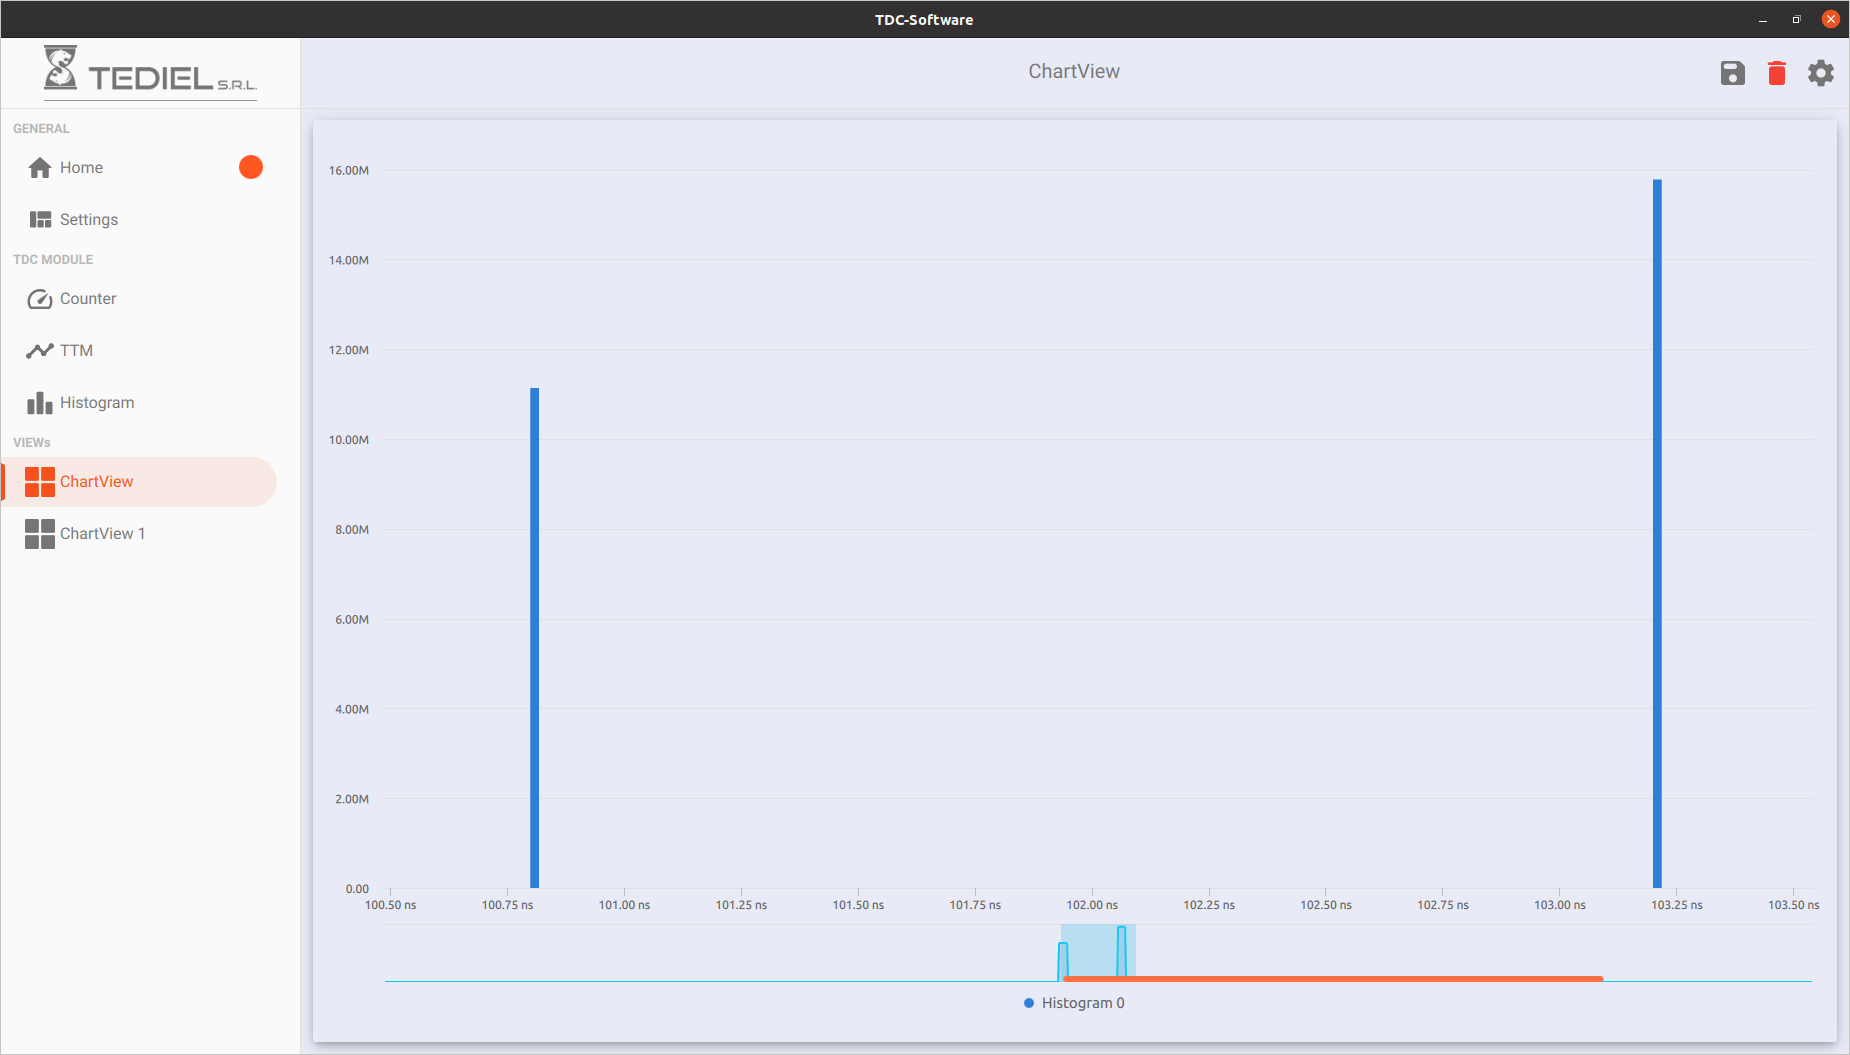 TDC-Software
TEDIEL S.R.L.
ChartView
GENERAL
Home
Settings
TDC MODULE
Counter
TTM
Histogram
VIEWs
ChartView
ChartView 1
16.00M
14.00M
12.00M
10.00M
8.00M
6.00M
4.00M
2.00M
0.00
100.50 ns 100.75 ns 101.00 ns 101.25 ns 101.50 ns 101.75 ns 102.00 ns 102.25 ns 102.50 ns 102.75 ns 103.00 ns 103.25 ns 103.50 ns
Histogram 0